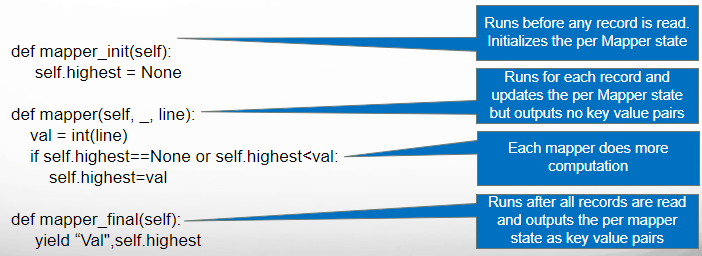 Runs before any record is read.
Initializes the per Mapper state
def mapper_init(self):
self.highest = None
Runs for each record and
updates the per Mapper state
but outputs no key value pairs
def mapper(self, _, line):
val = int(line)
if self.highest==None or self.highest<val:
self.highest=val
Each mapper does more
computation
Runs after all records are read
and outputs the per mapper
state as key value pairs
def mapper_final(self):
yield “Val",self.highest